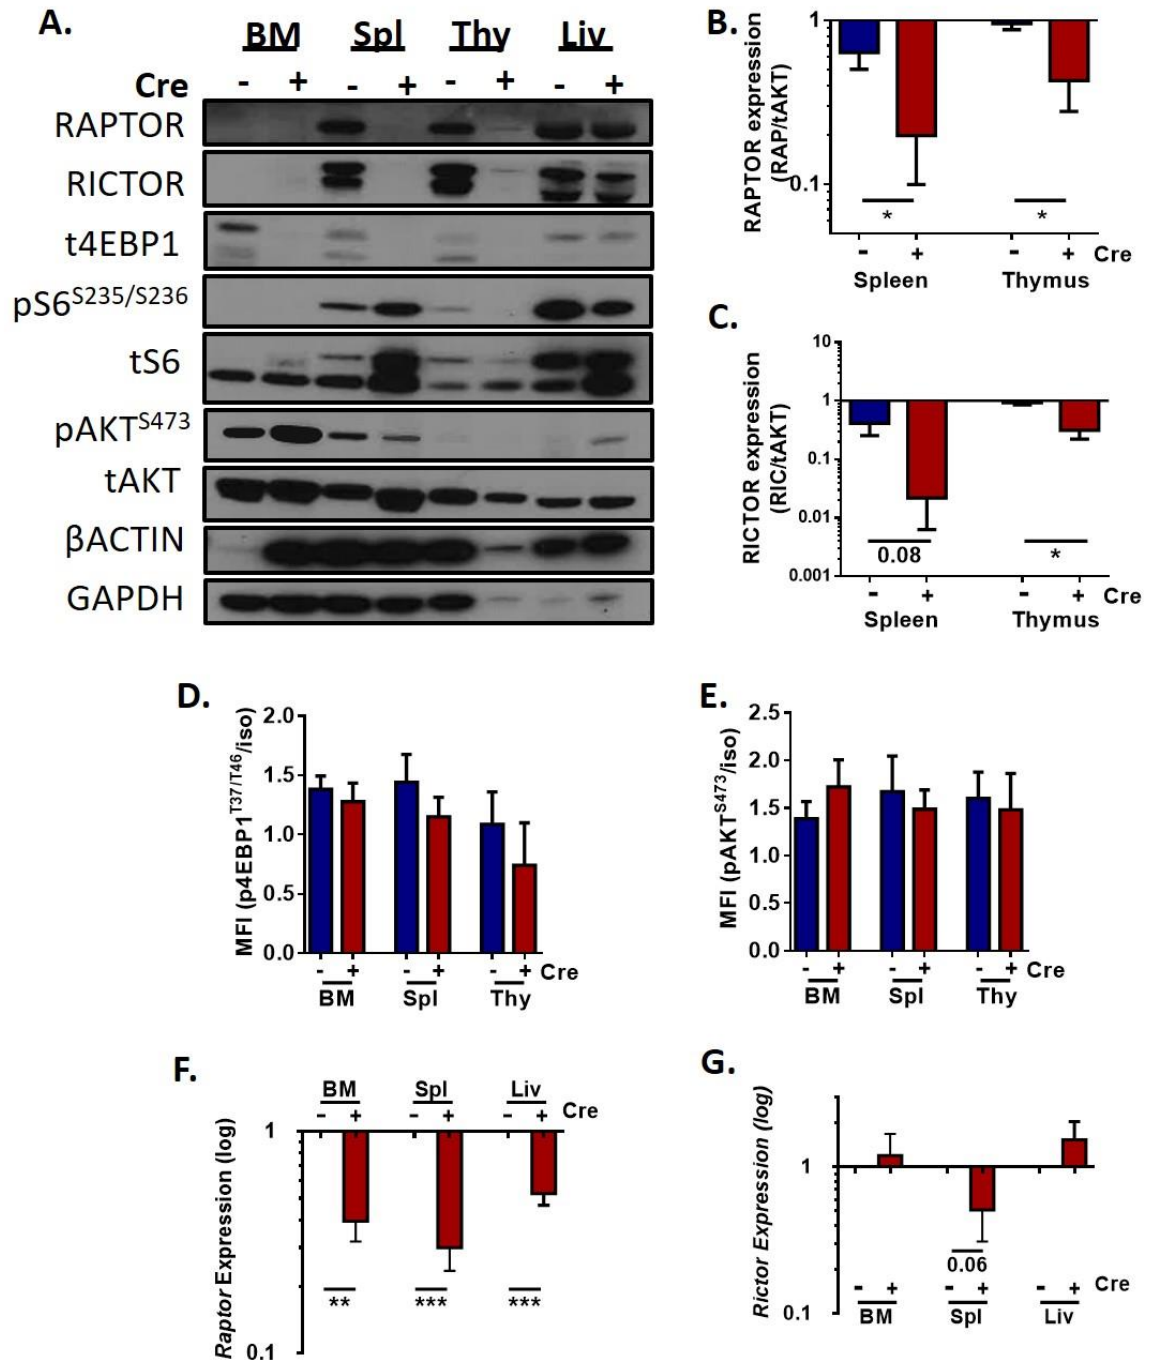 A.
BM Spl Thy Liv
Cre - + - + - + - +
RAPTOR
RICTOR
t4EBP1
pS6S235/S236
tS6
pAKTS473
tAKT
βACTIN
GAPDH
B.
RAPTOR expression
(RAP/tAKT)
1
0.1
* *
- + - + Cre
Spleen Thymus
C.
RICTOR expression
(RIC/tAKT)
10
1
0.1
0.01
0.001
0.08 *
- + - + Cre
Spleen Thymus
D.
MFI (p4EBP1T37/T46/iso)
2.0
1.5
1.0
0.5
0.0
- + - + - + Cre
BM Spl Thy
E.
MFI (pAKTS473/iso)
2.5
2.0
1.5
1.0
0.5
0.0
- + - + - + Cre
BM Spl Thy
F.
Raptor Expression (log)
BM Spl Liv
- + - + - + Cre
1
** *** ***
0.1
G.
Rictor Expression (log)
1
0.06
- + - + - + Cre
0.1
BM Spl Liv